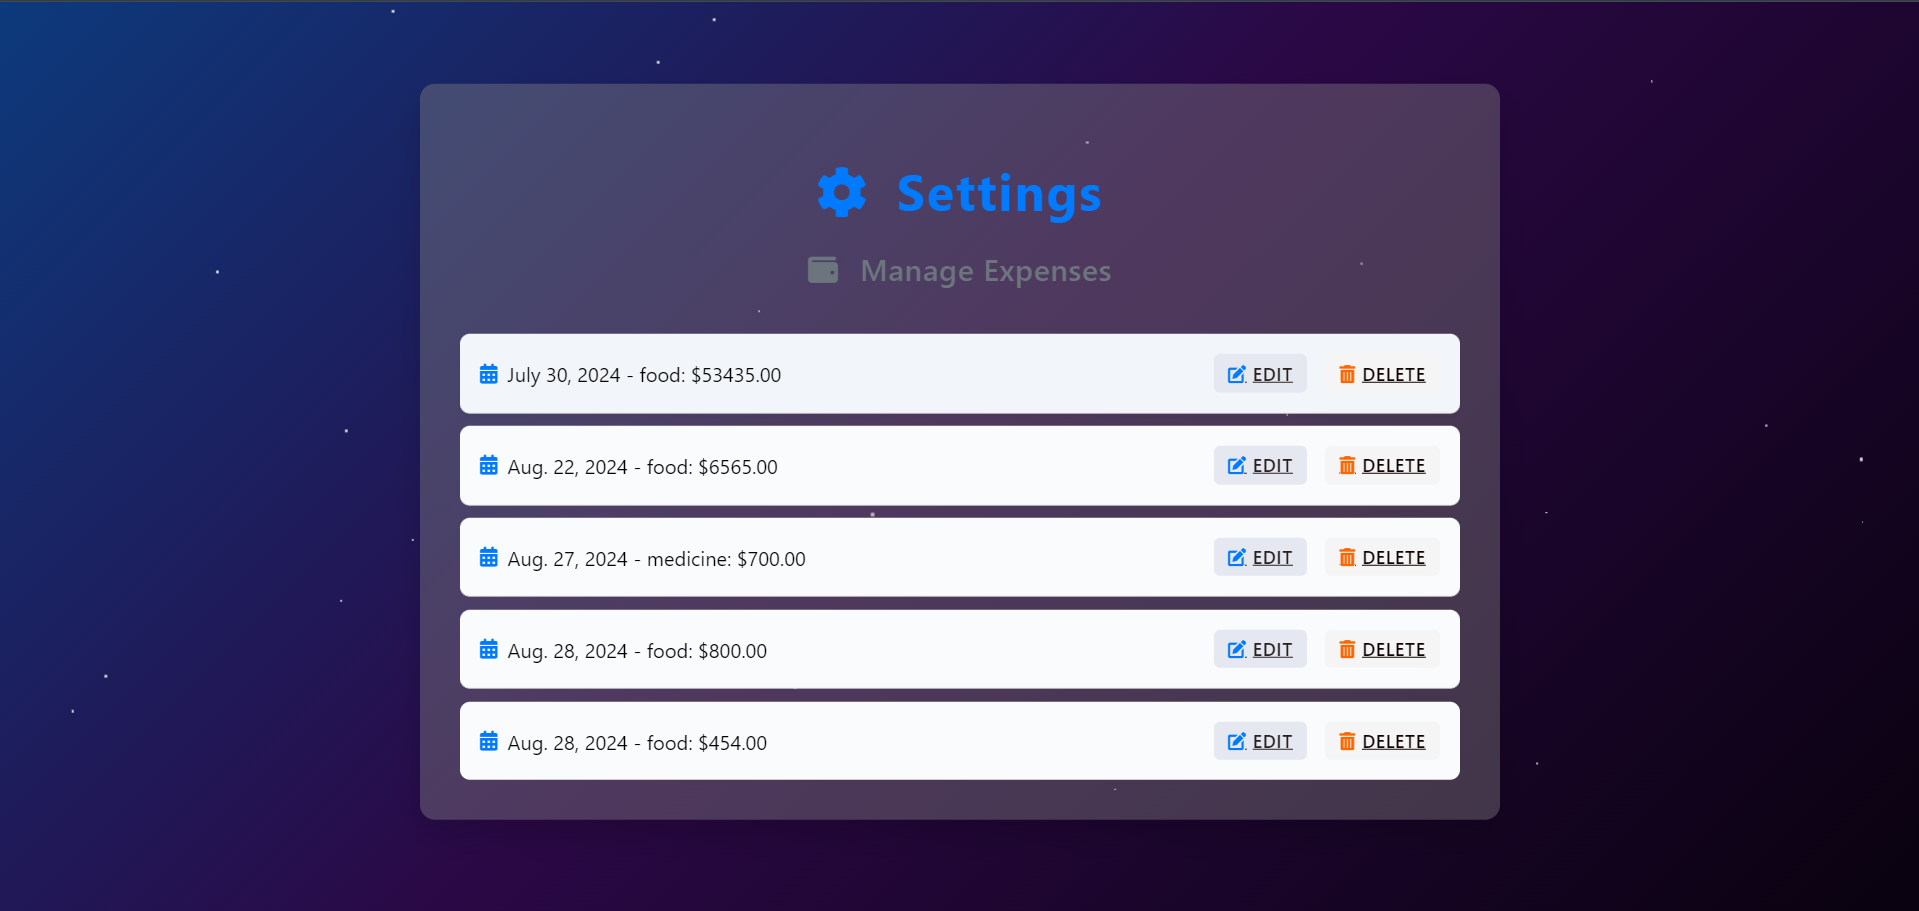 Settings
Manage Expenses
July 30, 2024 - food: $53435.00 EDIT DELETE
Aug. 22, 2024 - food: $6565.00 EDIT DELETE
Aug. 27, 2024 - medicine: $700.00 EDIT DELETE
Aug. 28, 2024 - food: $800.00 EDIT DELETE
Aug. 28, 2024 - food: $454.00 EDIT DELETE